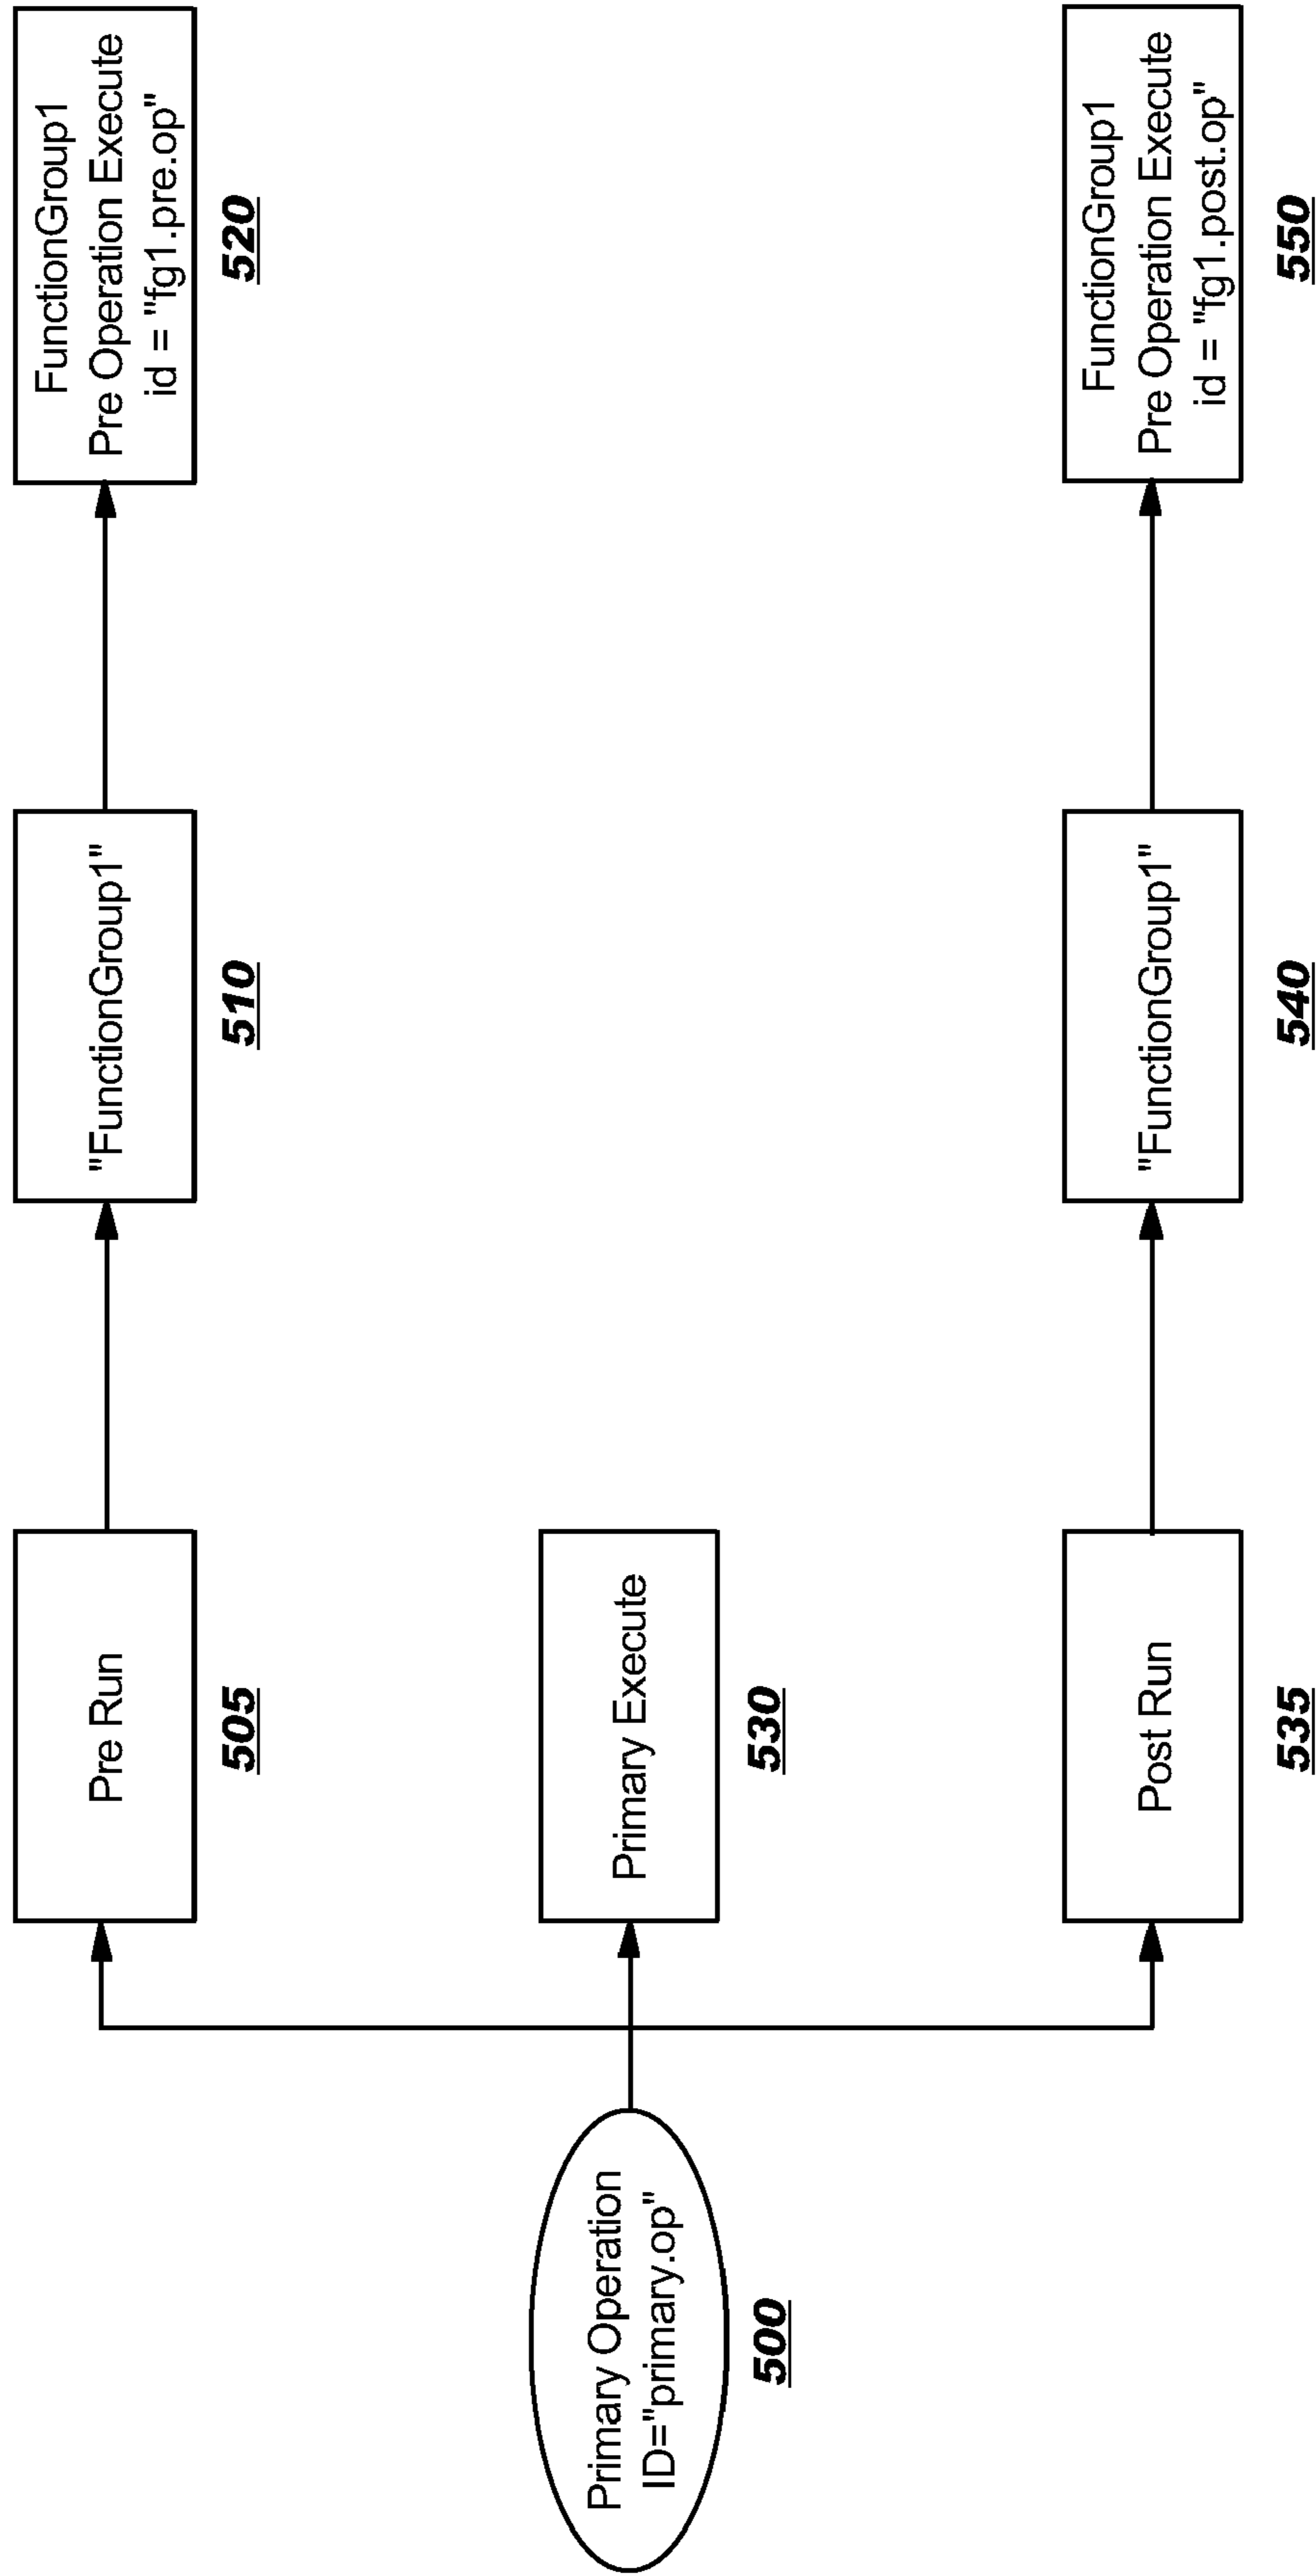 Primary Operation
ID="primary.op"
500
Pre Run
505
"FunctionGroup1"
510
FunctionGroup1
Pre Operation Execute
id = "fg1.pre.op"
520
Primary Execute
530
Post Run
535
"FunctionGroup1"
540
FunctionGroup1
Pre Operation Execute
id = "fg1.post.op"
550